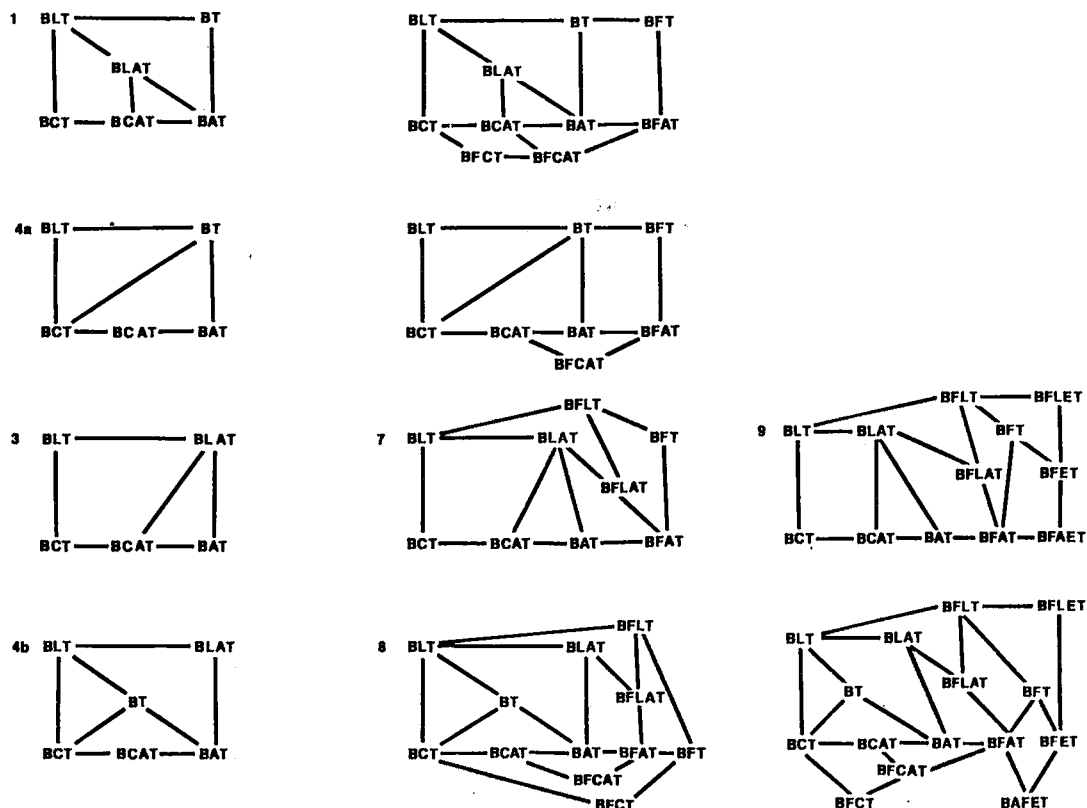 1 BLT BT BLT BT BFT
BLAT BLAT
BCT BCAT BAT BCT BCAT BAT BFAT
BFCT BFCAT
4a BLT BT BLT BT BFT
BCT BCAT BAT BCT BCAT BAT BFAT
BFCAT
BFLT BFLET
BFLT
3 BLT BLAT 7 BLT BLAT BFT 9 BLT BLAT BFT
BFLAT BFLAT BFET
BCT BCAT BAT BCT BCAT BAT BFAT BCT BCAT BAT BFAT BFAET
BFLT BFLET
BFLT
4b BLT BLAT 8 BLT BLAT BLT BLAT
BT BT BFLAT BT BFLAT BFT
BCT BCAT BAT BCT BCAT BAT BFAT BFT BCT BCAT BAT BFAT BFET
BFCAT BFCAT
BFCT BFCT BAFET